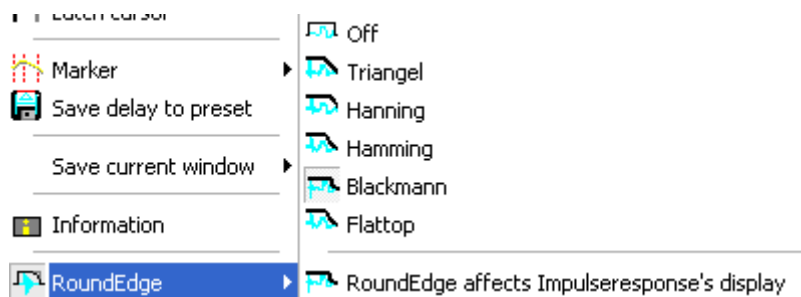 Marker
Save delay to preset
Save current window
Information
RoundEdge
Off
Triangel
Hanning
Hamming
Blackmann
Flattop
RoundEdge affects Impulseresponse's display